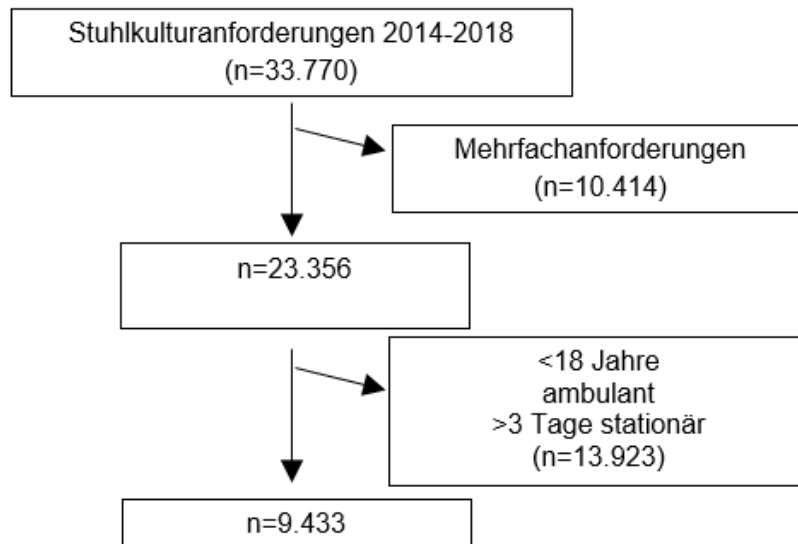 Stuhlkulturanforderungen 2014-2018
(n=33.770)
Mehrfachanforderungen
(n=10.414)
n=23.356
<18 Jahre
ambulant
>3 Tage stationär
(n=13.923)
n=9.433